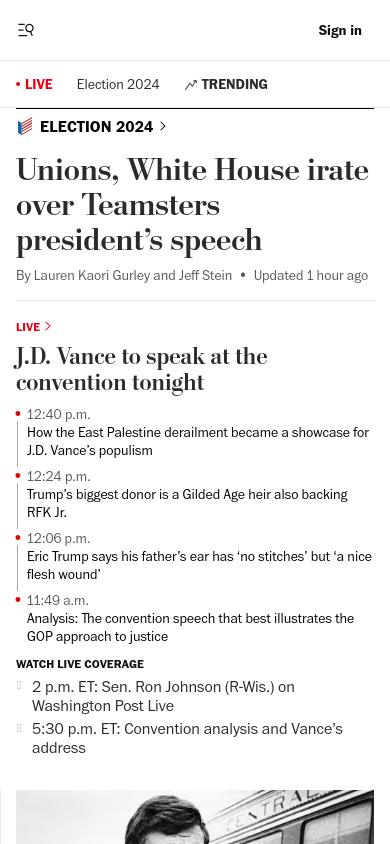 Sign in
LIVE Election 2024 TRENDING
ELECTION 2024
Unions, White House irate
over Teamsters
president’s speech
By Lauren Kaori Gurley and Jeff Stein • Updated 1 hour ago
LIVE
J.D. Vance to speak at the
convention tonight
12:40 p.m.
How the East Palestine derailment became a showcase for
J.D. Vance’s populism
12:24 p.m.
Trump’s biggest donor is a Gilded Age heir also backing
RFK Jr.
12:06 p.m.
Eric Trump says his father’s ear has ‘no stitches’ but ‘a nice
flesh wound’
11:49 a.m.
Analysis: The convention speech that best illustrates the
GOP approach to justice
WATCH LIVE COVERAGE
2 p.m. ET: Sen. Ron Johnson (R-Wis.) on
Washington Post Live
5:30 p.m. ET: Convention analysis and Vance’s
address
CENTRAL